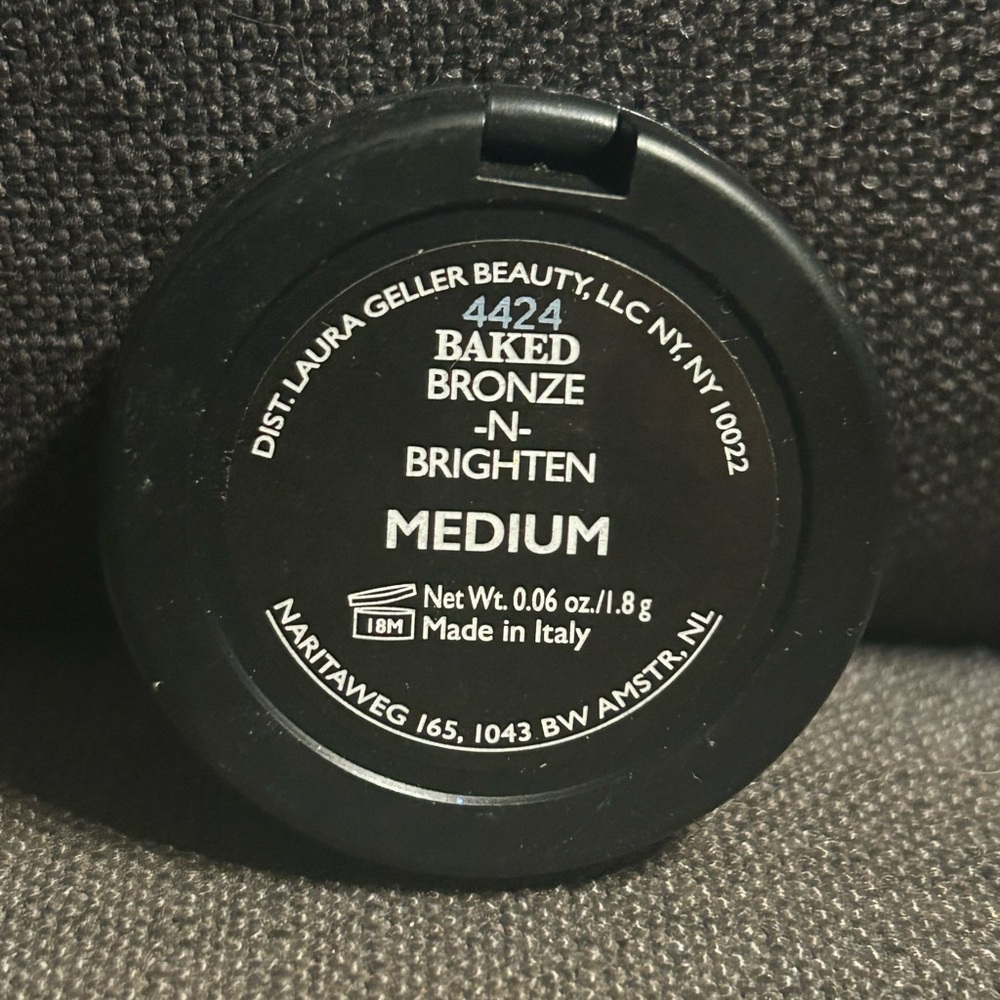 DIST. LAURA GELLER BEAUTY, LLC NY, NY 10022
4424
BAKED
BRONZE
-N-
BRIGHTEN
MEDIUM
18M
Net Wt. 0.06 oz./1.8 g
Made in Italy
NARITAWEG 165, 1043 BW AMSTR, NL